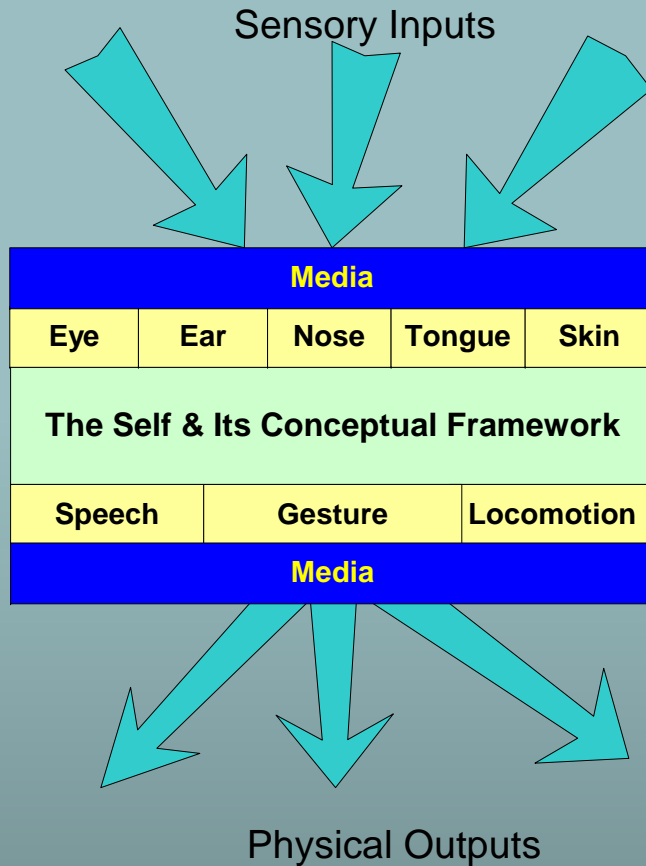 Sensory Inputs
Media
Eye Ear Nose Tongue Skin
The Self & Its Conceptual Framework
Speech Gesture Locomotion
Media
Physical Outputs